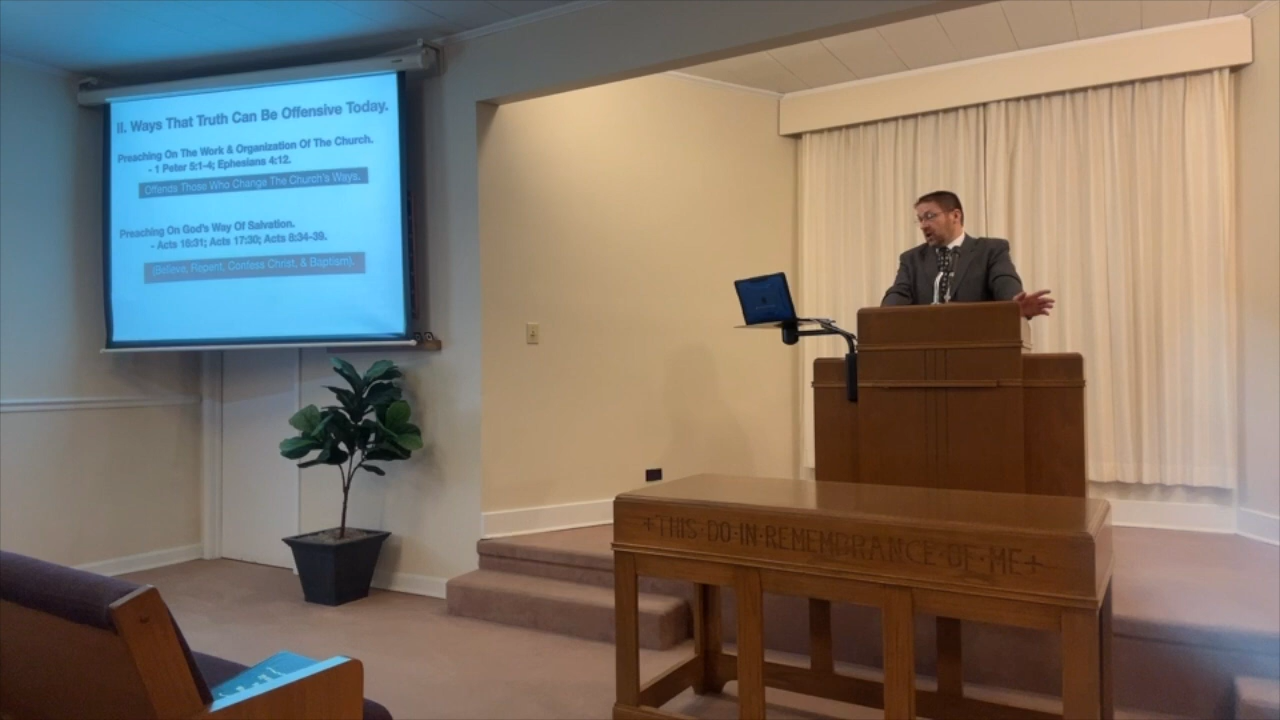 II. Ways That Truth Can Be Offensive Today.
Preaching On The Work & Organization Of The Church.
- 1 Peter 5:1-4; Ephesians 4:12.
Offends Those Who Change The Church's Ways.
Preaching On God's Way Of Salvation.
- Acts 16:31; Acts 17:30; Acts 8:34-39.
(Believe, Repent, Confess Christ, & Baptism).
+THIS·DO·IN·REMEMBRANCE·OF·ME+